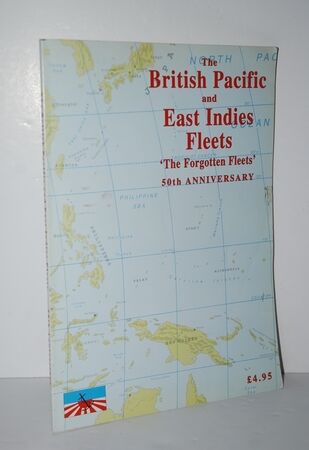 The
British Pacific
and
East Indies
Fleets
'The Forgotten Fleets'
50th ANNIVERSARY
NORTH PAC
OCEAN
PHILIPPINE
SEA
£4.95